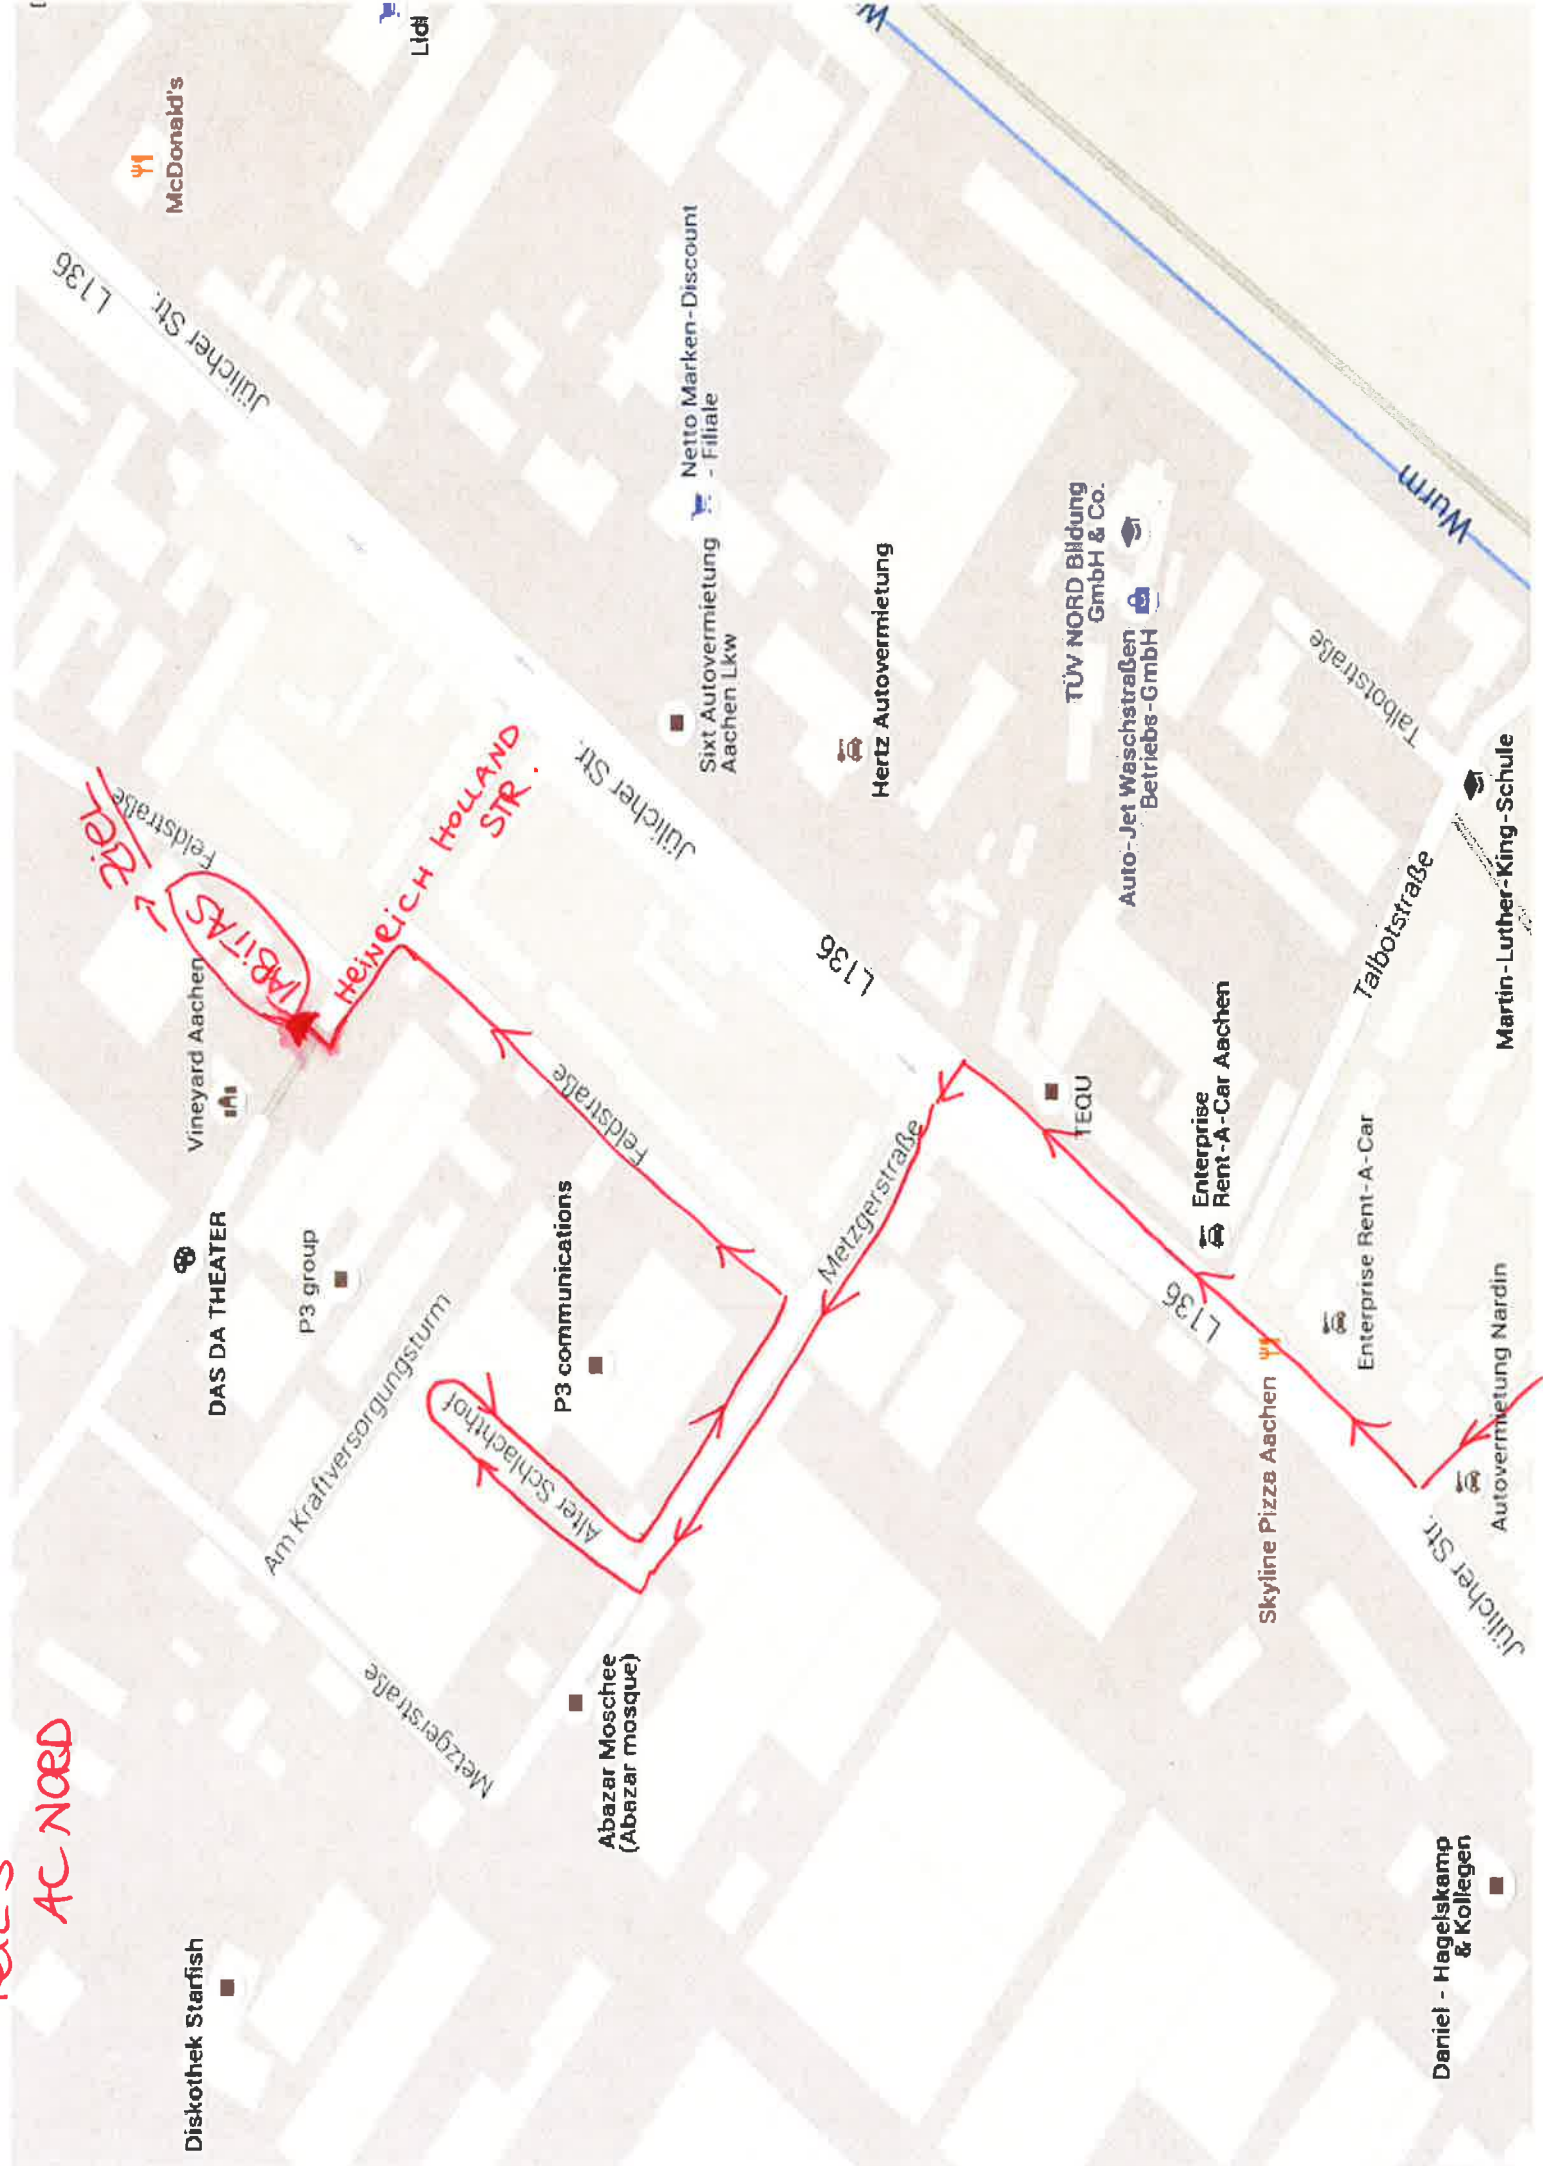 AC NORD
Diskothek Starfish
DAS DA THEATER
Vineyard Aachen
P3 group
→ ZIEL
TABITAS
Feldstraße
HEINRICH HOLLAND
STR.
McDonald's
Lidl
L136
Jülicher Str.
Am Kraftversorgungsturm
Metzgerstraße
Alter Schlachthof
P3 communications
Feldstraße
Abazar Moschee
(Abazar mosque)
Metzgerstraße
Jülicher Str.
Sixt Autovermietung
Aachen Lkw
Netto Marken-Discount
- Filiale
Hertz Autovermietung
L136
TEQU
TÜV NORD Bildung
GmbH & Co.
Auto-Jet Waschstraßen
Betriebs-GmbH
Enterprise
Rent-A-Car Aachen
L136
Skyline Pizza Aachen
Enterprise Rent-A-Car
Talbotstraße
Talbotstraße
Wurm
Jülicher Str.
Autovermietung Nardin
Martin-Luther-King-Schule
Daniel - Hagelskamp
& Kollegen